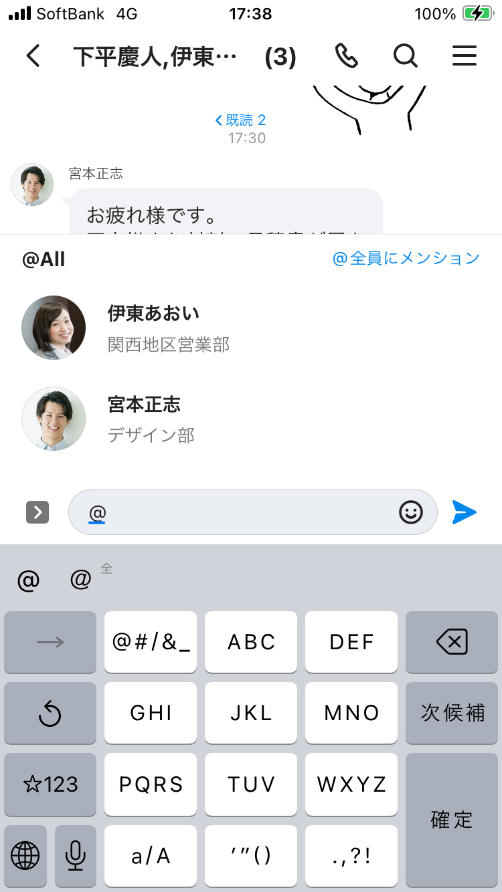 SoftBank 4G 17:38 100%
下平慶人,伊東… (3)
既読 2
17:30
宮本正志
お疲れ様です。
@All @全員にメンション
伊東あおい
関西地区営業部
宮本正志
デザイン部
@
@ @ 全
→ @#/&_ ABC DEF
GHI JKL MNO 次候補
☆123 PQRS TUV WXYZ
確定
a/A ’”() .,?!